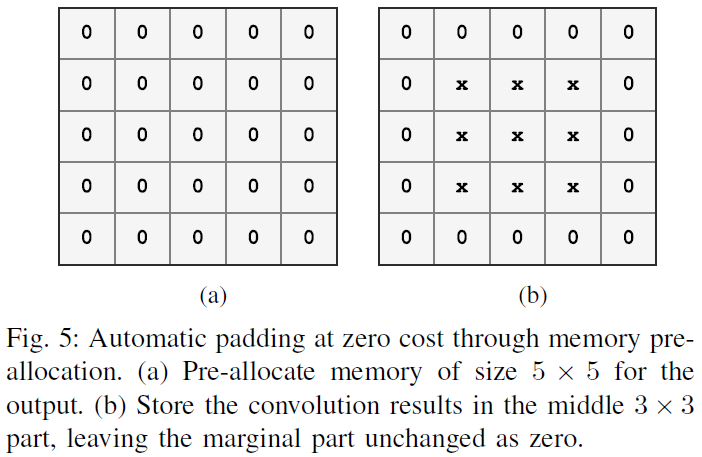 0 0 0 0 0 0 0 0 0 0
0 0 0 0 0 0 x x x 0
0 0 0 0 0 0 x x x 0
0 0 0 0 0 0 x x x 0
0 0 0 0 0 0 0 0 0 0
(a) (b)
Fig. 5: Automatic padding at zero cost through memory pre-
allocation. (a) Pre-allocate memory of size 5 × 5 for the
output. (b) Store the convolution results in the middle 3 × 3
part, leaving the marginal part unchanged as zero.